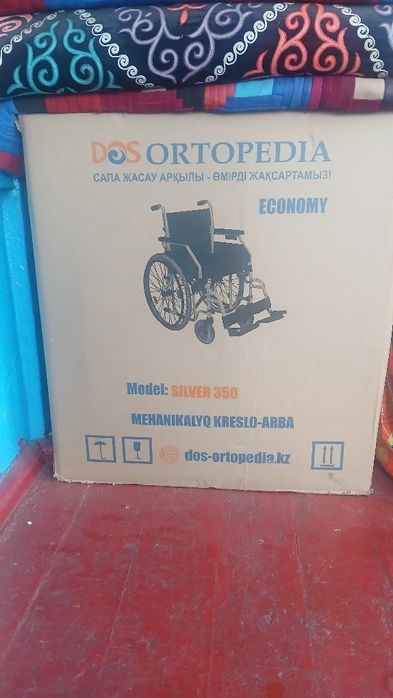 DOS ORTOPEDIA
САПА ЖАСАУ АРҚЫЛЫ - ӨМІРДІ ЖАҚСАРТАМЫЗ!
ECONOMY
Model: SILVER 350
MEHANIKALYQ KRESLO-ARBA
dos-ortopedia.kz